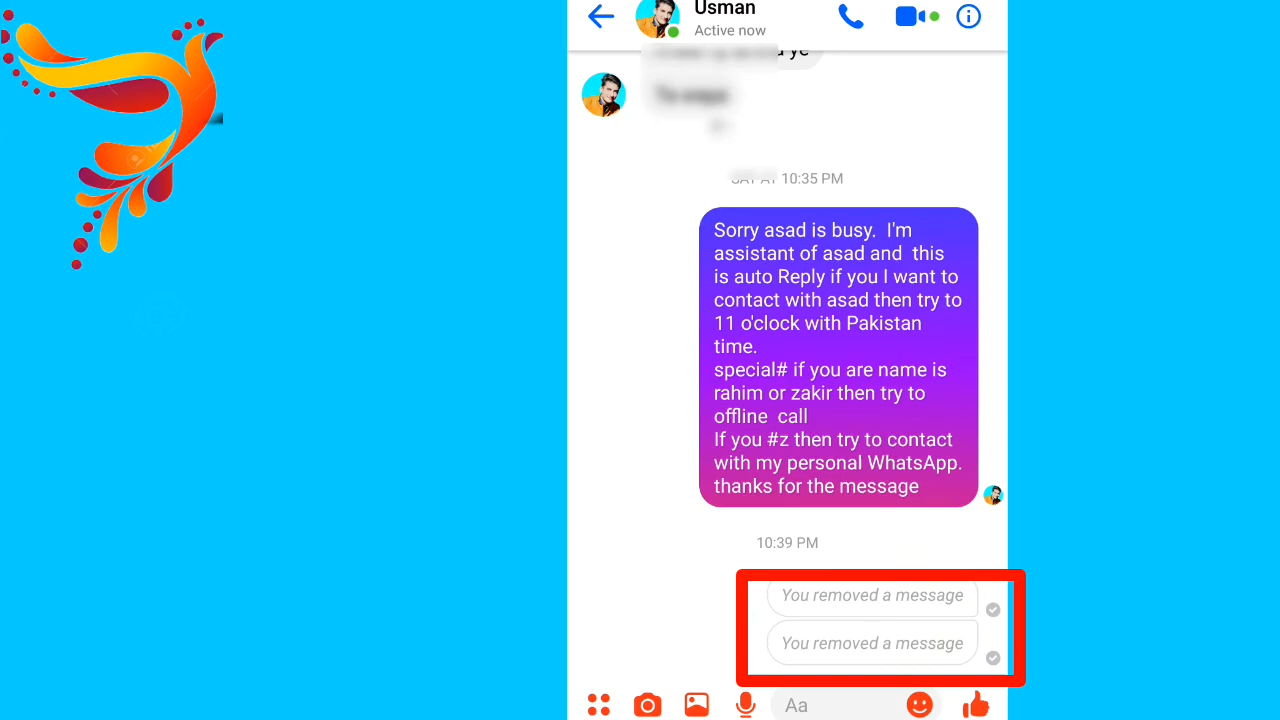 Usman
Active now
ye
10:35 PM
Sorry asad is busy. I'm
assistant of asad and this
is auto Reply if you I want to
contact with asad then try to
11 o'clock with Pakistan
time.
special# if you are name is
rahim or zakir then try to
offline call
If you #z then try to contact
with my personal WhatsApp.
thanks for the message
10:39 PM
You removed a message
You removed a message
Aa